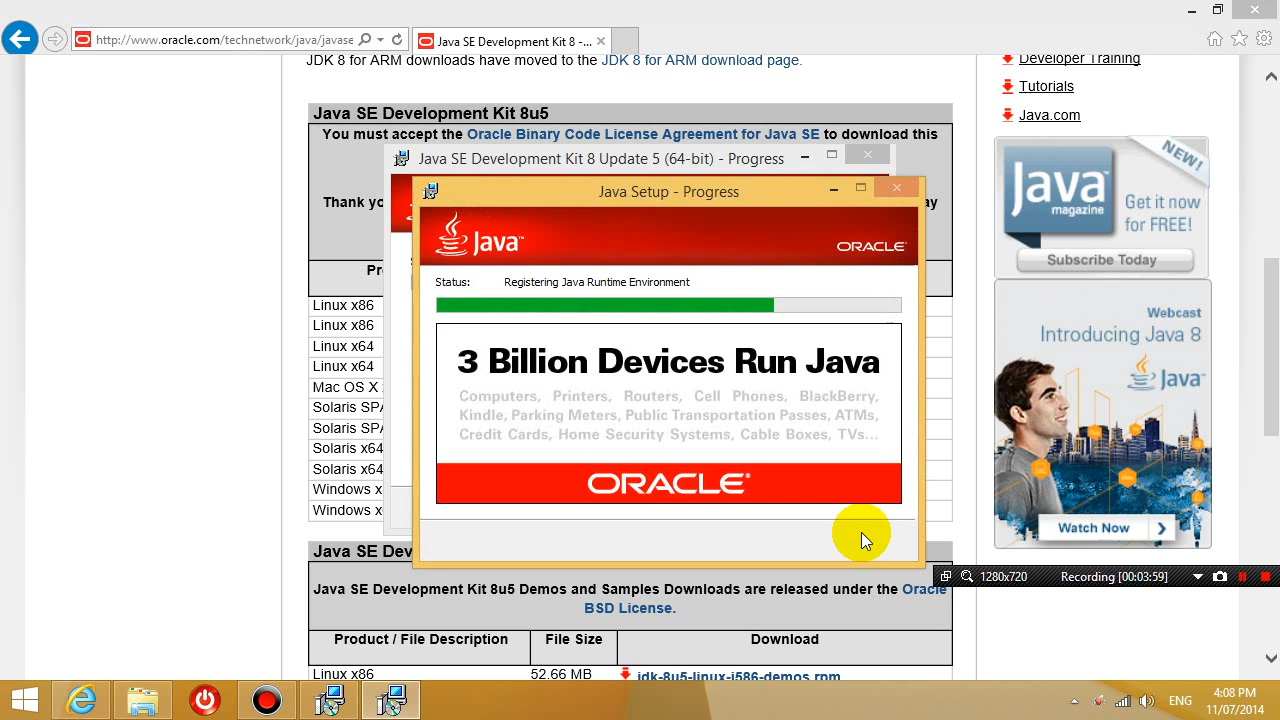 http://www.oracle.com/technetwork/java/javase
Java SE Development Kit 8 -...
JDK 8 for ARM downloads have moved to the JDK 8 for ARM download page.
Developer Training
Tutorials
Java.com
Java SE Development Kit 8u5
You must accept the Oracle Binary Code License Agreement for Java SE to download this
Java SE Development Kit 8 Update 5 (64-bit) - Progress
Java Setup - Progress
Java™
ORACLE
Status: Registering Java Runtime Environment
3 Billion Devices Run Java
Computers, Printers, Routers, Cell Phones, BlackBerry,
Kindle, Parking Meters, Public Transportation Passes, ATMs,
Credit Cards, Home Security Systems, Cable Boxes, TVs...
ORACLE
Linux x86
Linux x86
Linux x64
Linux x64
Mac OS X
Solaris SPA
Solaris SPA
Solaris x64
Solaris x64
Windows x
Windows x
NEW!
Java™
magazine
Get it now
for FREE!
Subscribe Today
Webcast
Introducing Java 8
Java™
Watch Now
1280x720 Recording [00:03:59]
Java SE De
Java SE Development Kit 8u5 Demos and Samples Downloads are released under the Oracle
BSD License.
Product / File Description File Size Download
Linux x86 52.66 MB jdk-8u5-linux-i586-demos.rpm
ENG
4:08 PM
11/07/2014